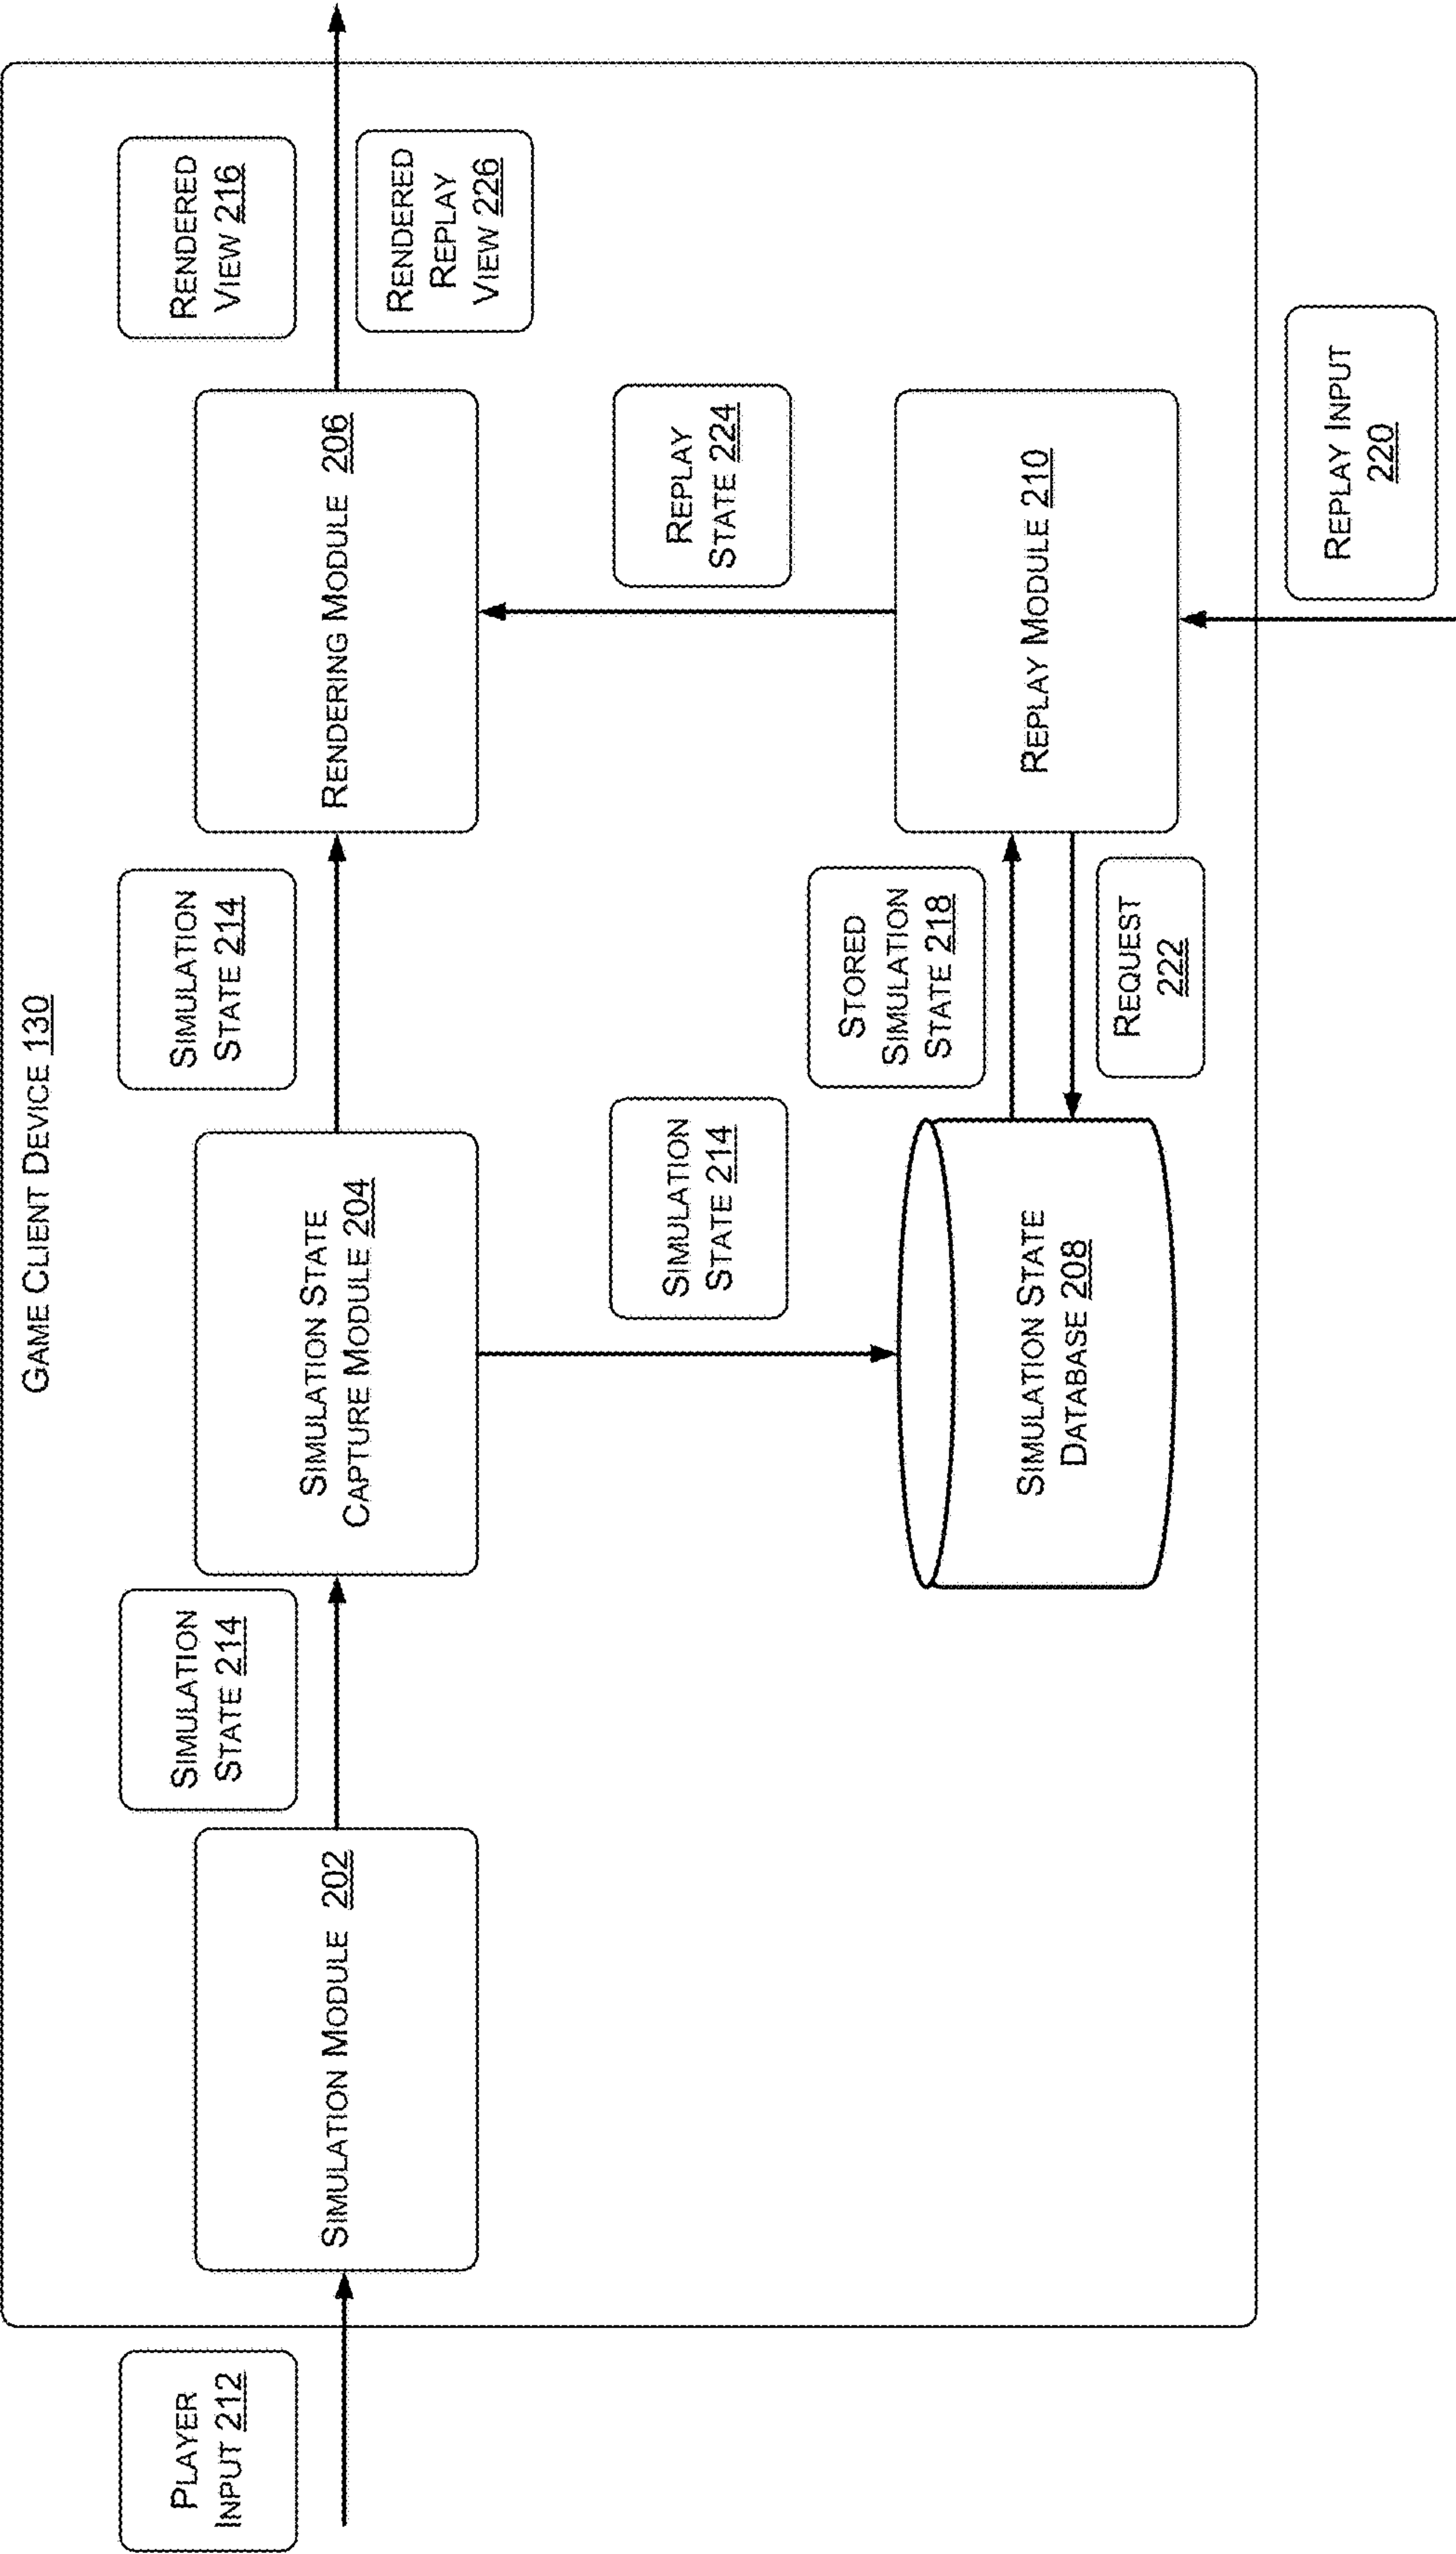 GAME CLIENT DEVICE 130
PLAYER
INPUT 212
SIMULATION MODULE 202
SIMULATION
STATE 214
SIMULATION STATE
CAPTURE MODULE 204
SIMULATION
STATE 214
RENDERING MODULE 206
RENDERED
VIEW 216
RENDERED
REPLAY
VIEW 226
SIMULATION
STATE 214
REPLAY
STATE 224
SIMULATION STATE
DATABASE 208
STORED
SIMULATION
STATE 218
REQUEST
222
REPLAY MODULE 210
REPLAY INPUT
220